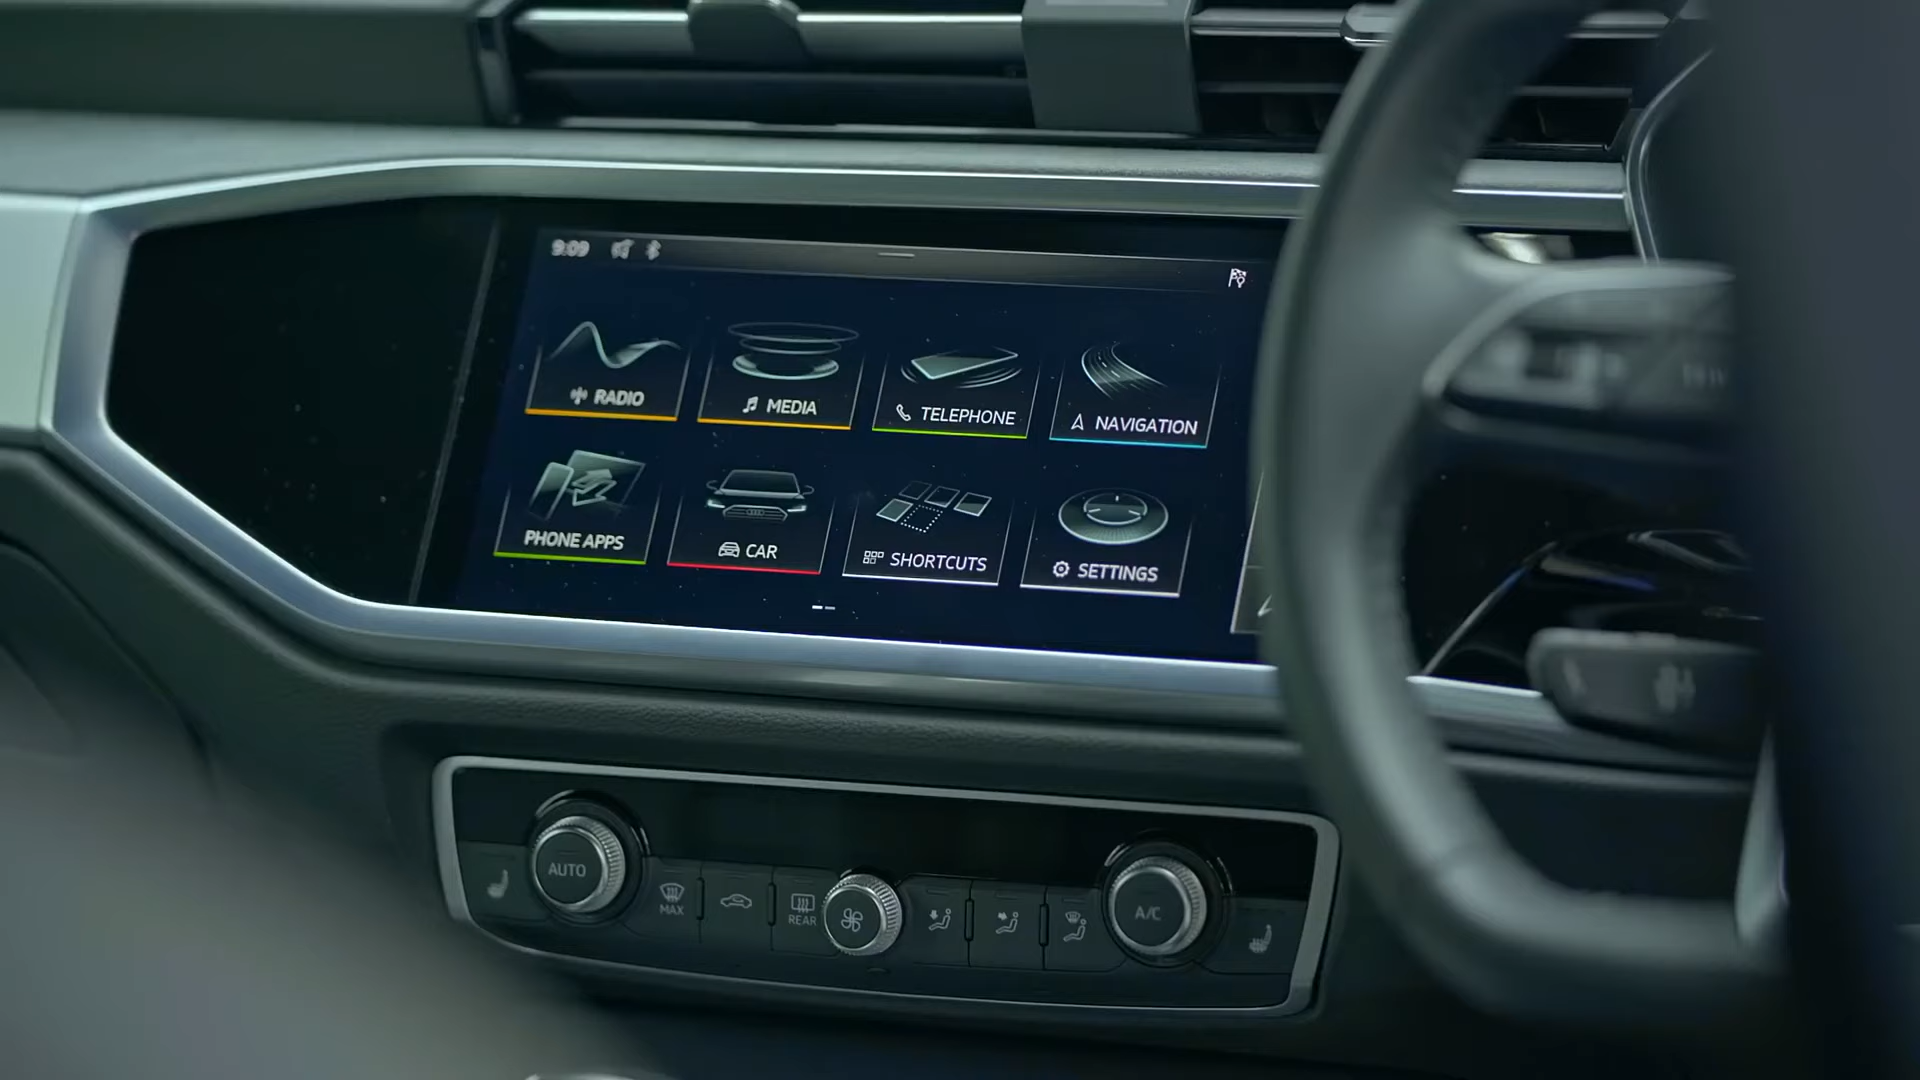 9:09
RADIO
MEDIA
TELEPHONE
NAVIGATION
PHONE APPS
CAR
SHORTCUTS
SETTINGS
AUTO
MAX
REAR
A/C